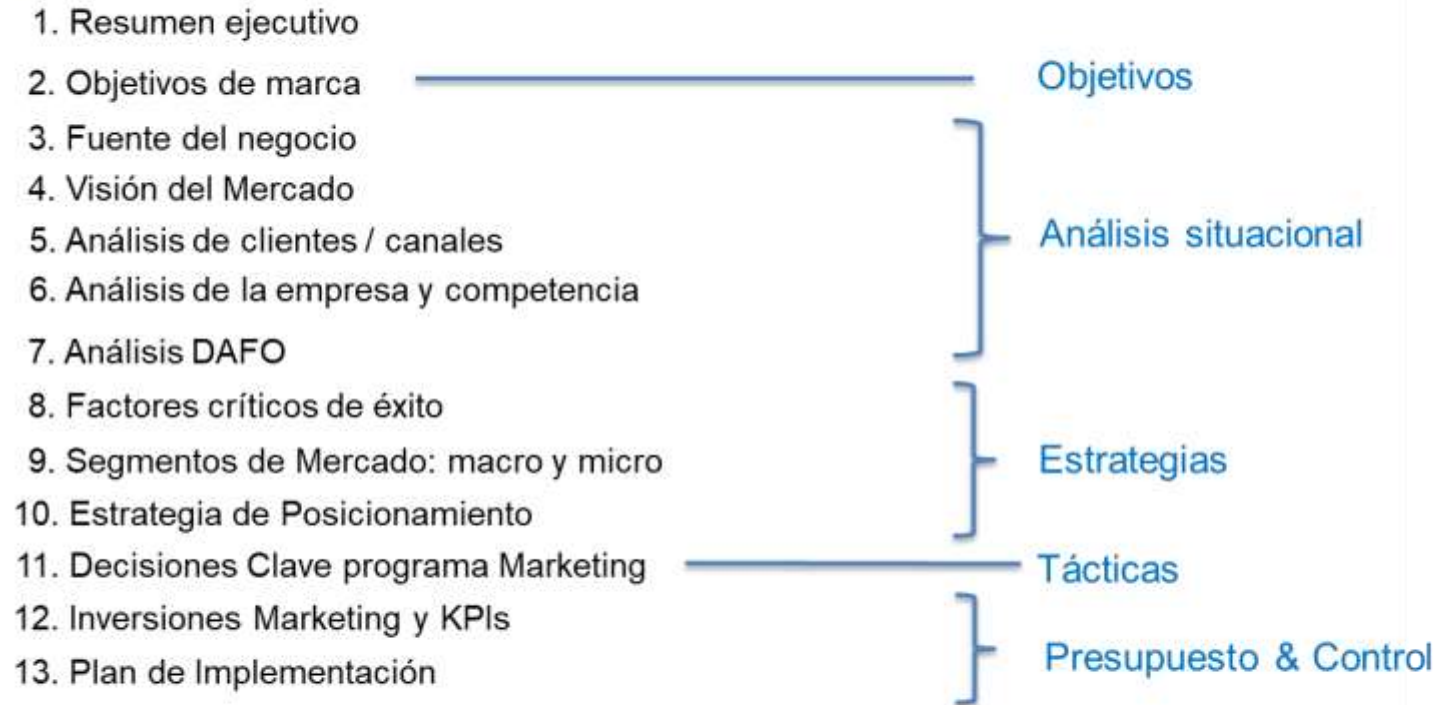 1. Resumen ejecutivo
2. Objetivos de marca
Objetivos
3. Fuente del negocio
4. Visión del Mercado
5. Análisis de clientes / canales
Análisis situacional
6. Análisis de la empresa y competencia
7. Análisis DAFO
8. Factores críticos de éxito
9. Segmentos de Mercado: macro y micro
Estrategias
10. Estrategia de Posicionamiento
11. Decisiones Clave programa Marketing
Tácticas
12. Inversiones Marketing y KPIs
Presupuesto & Control
13. Plan de Implementación